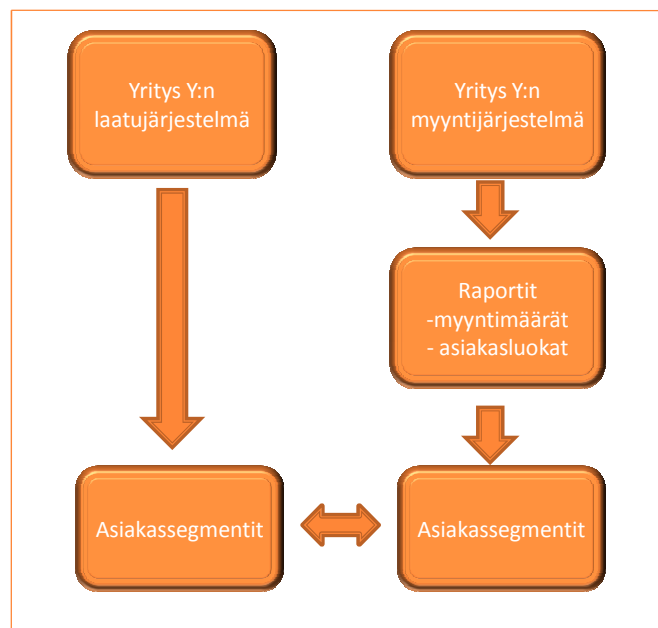 Yritys Y:n
laatujärjestelmä
Yritys Y:n
myyntijärjestelmä
Raportit
-myyntimäärät
- asiakasluokat
Asiakassegmentit
Asiakassegmentit